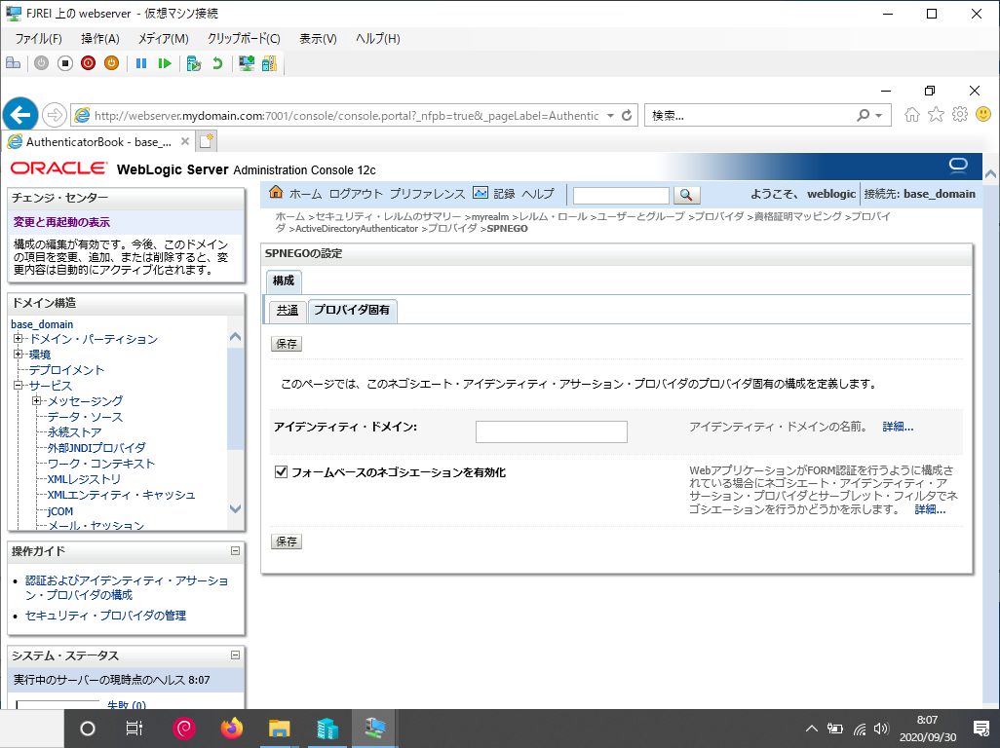 FJREI 上の webserver - 仮想マシン接続
ファイル(F) 操作(A) メディア(M) クリップボード(C) 表示(V) ヘルプ(H)
http://webserver.mydomain.com:7001/console/console.portal?_nfpb=true&_pageLabel=Authentic
検索...
AuthenticatorBook - base_...
ORACLE WebLogic Server Administration Console 12c
チェンジ・センター
変更と再起動の表示
構成の編集が有効です。今後、このドメイン
の項目を変更、追加、または削除すると、変
更内容は自動的にアクティブ化されます。
ドメイン構造
base_domain
ドメイン・パーティション
環境
デプロイメント
サービス
メッセージング
データ・ソース
永続ストア
外部JNDIプロバイダ
ワーク・コンテキスト
XMLレジストリ
XMLエンティティ・キャッシュ
jCOM
メール・セッション
操作ガイド
認証およびアイデンティティ・アサーショ
ン・プロバイダの構成
セキュリティ・プロバイダの管理
システム・ステータス
実行中のサーバーの現時点のヘルス 8:07
失敗 (0)
ホーム ログアウト プリファレンス 記録 ヘルプ
ようこそ、 weblogic 接続先: base_domain
ホーム >セキュリティ・レルムのサマリー >myrealm >レルム・ロール >ユーザーとグループ >プロバイダ >資格証明マッピング >プロバイ
ダ >ActiveDirectoryAuthenticator >プロバイダ >SPNEGO
SPNEGOの設定
構成
共通 プロバイダ固有
保存
このページでは、このネゴシエート・アイデンティティ・アサーション・プロバイダのプロバイダ固有の構成を定義します。
アイデンティティ・ドメイン:
アイデンティティ・ドメインの名前。 詳細...
フォームベースのネゴシエーションを有効化
WebアプリケーションがFORM認証を行うように構成さ
れている場合にネゴシエート・アイデンティティ・ア
サーション・プロバイダとサーブレット・フィルタでネ
ゴシエーションを行うかどうかを示します。 詳細...
保存
8:07
2020/09/30